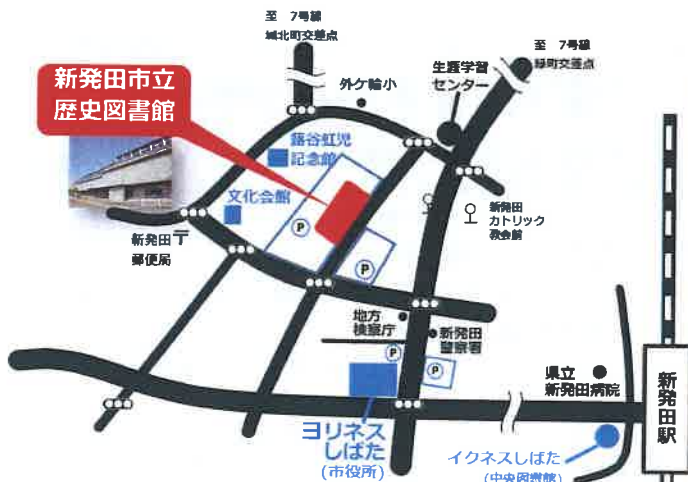 至 7号線
城北町交差点
至 7号線
緑町交差点
新発田市立
歴史図書館
外ケ輪小
生涯学習
センター
蕗谷虹児
記念館
文化会館
新発田
カトリック
教会館
新発田〒
郵便局
P
P
地方
検察庁
新発田
警察署
P
P
県立
新発田病院
新発田駅
ヨリネス
しばた
(市役所)
イクネスしばた
(中央図書館)